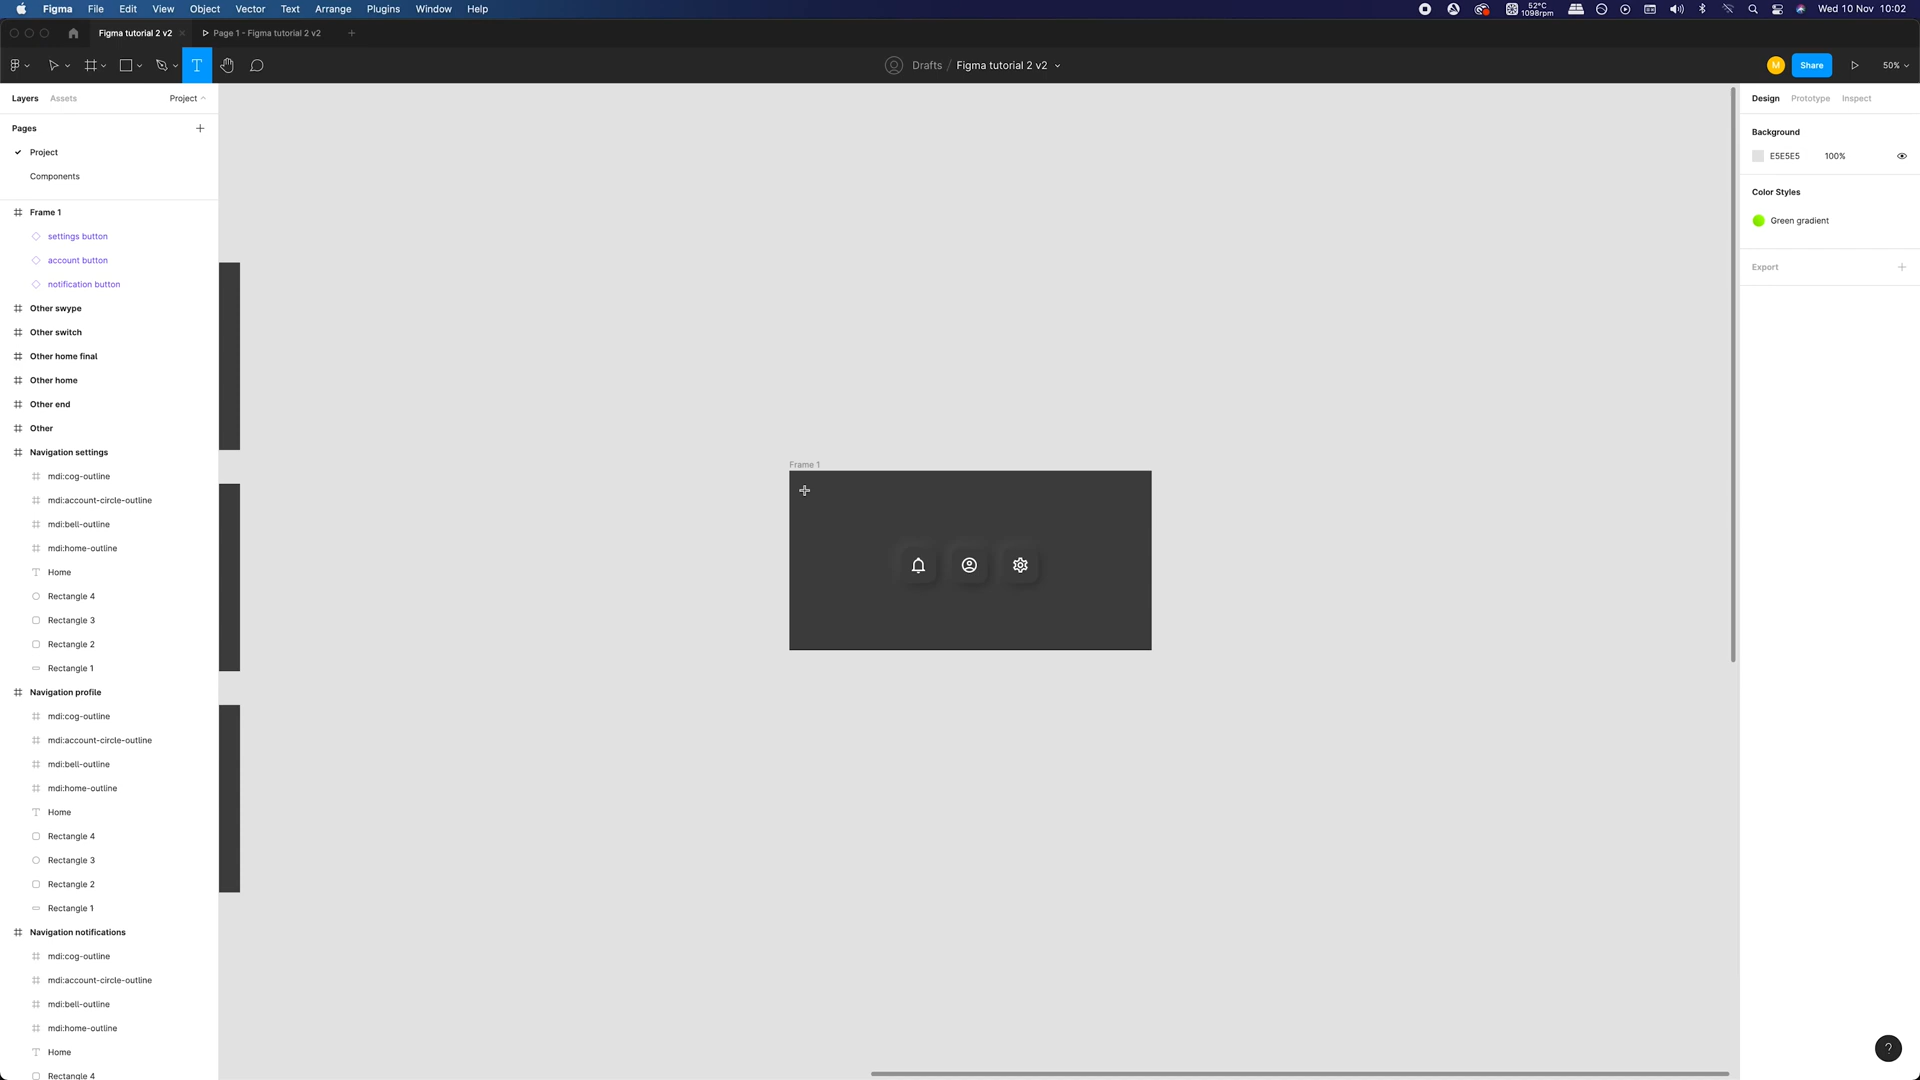 Figma File Edit View Object Vector Text Arrange Plugins Window Help
52°C
1098rpm
Wed 10 Nov 10:02
Figma tutorial 2 v2
Page 1 - Figma tutorial 2 v2
Drafts / Figma tutorial 2 v2
M
Share
50%
Layers Assets Project
Pages
Project
Components
Frame 1
settings button
account button
notification button
Other swype
Other switch
Other home final
Other home
Other end
Other
Navigation settings
mdi:cog-outline
mdi:account-circle-outline
mdi:bell-outline
mdi:home-outline
Home
Rectangle 4
Rectangle 3
Rectangle 2
Rectangle 1
Navigation profile
mdi:cog-outline
mdi:account-circle-outline
mdi:bell-outline
mdi:home-outline
Home
Rectangle 4
Rectangle 3
Rectangle 2
Rectangle 1
Navigation notifications
mdi:cog-outline
mdi:account-circle-outline
mdi:bell-outline
mdi:home-outline
Home
Rectangle 4
Frame 1
Design Prototype Inspect
Background
E5E5E5 100%
Color Styles
Green gradient
Export
?